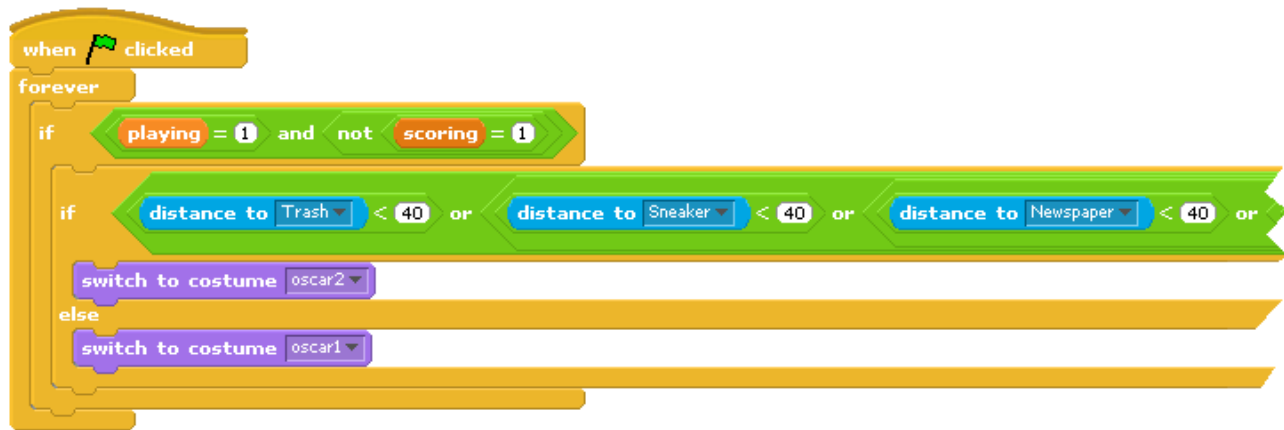 when clicked
forever
if playing = 1 and not scoring = 1
if distance to Trash < 40 or distance to Sneaker < 40 or distance to Newspaper < 40 or
switch to costume oscar2
else
switch to costume oscar1